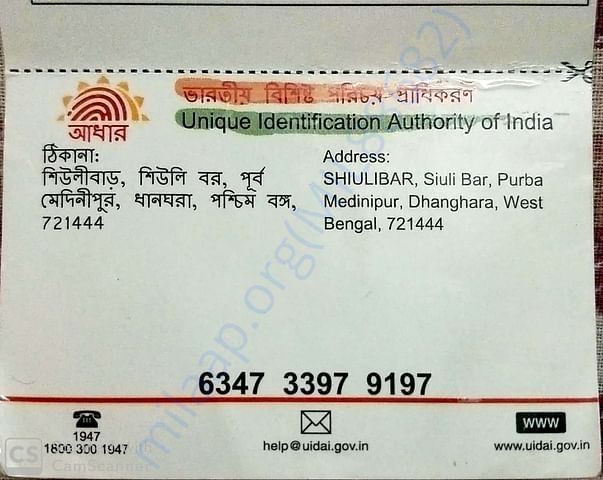 ভারতীয় বিশিষ্ট পরিচয় প্রাধিকরণ
Unique Identification Authority of India
আধার
ঠিকানা:
শিউলীবাড়, শিউলি বর, পূর্ব
মেদিনীপুর, ধানঘরা, পশ্চিম বঙ্গ,
721444
Address:
SHIULIBAR, Siuli Bar, Purba
Medinipur, Dhanghara, West
Bengal, 721444
6347 3397 9197
1947
1800 300 1947
help@uidai.gov.in
www
www.uidai.gov.in
CS
CamScanner